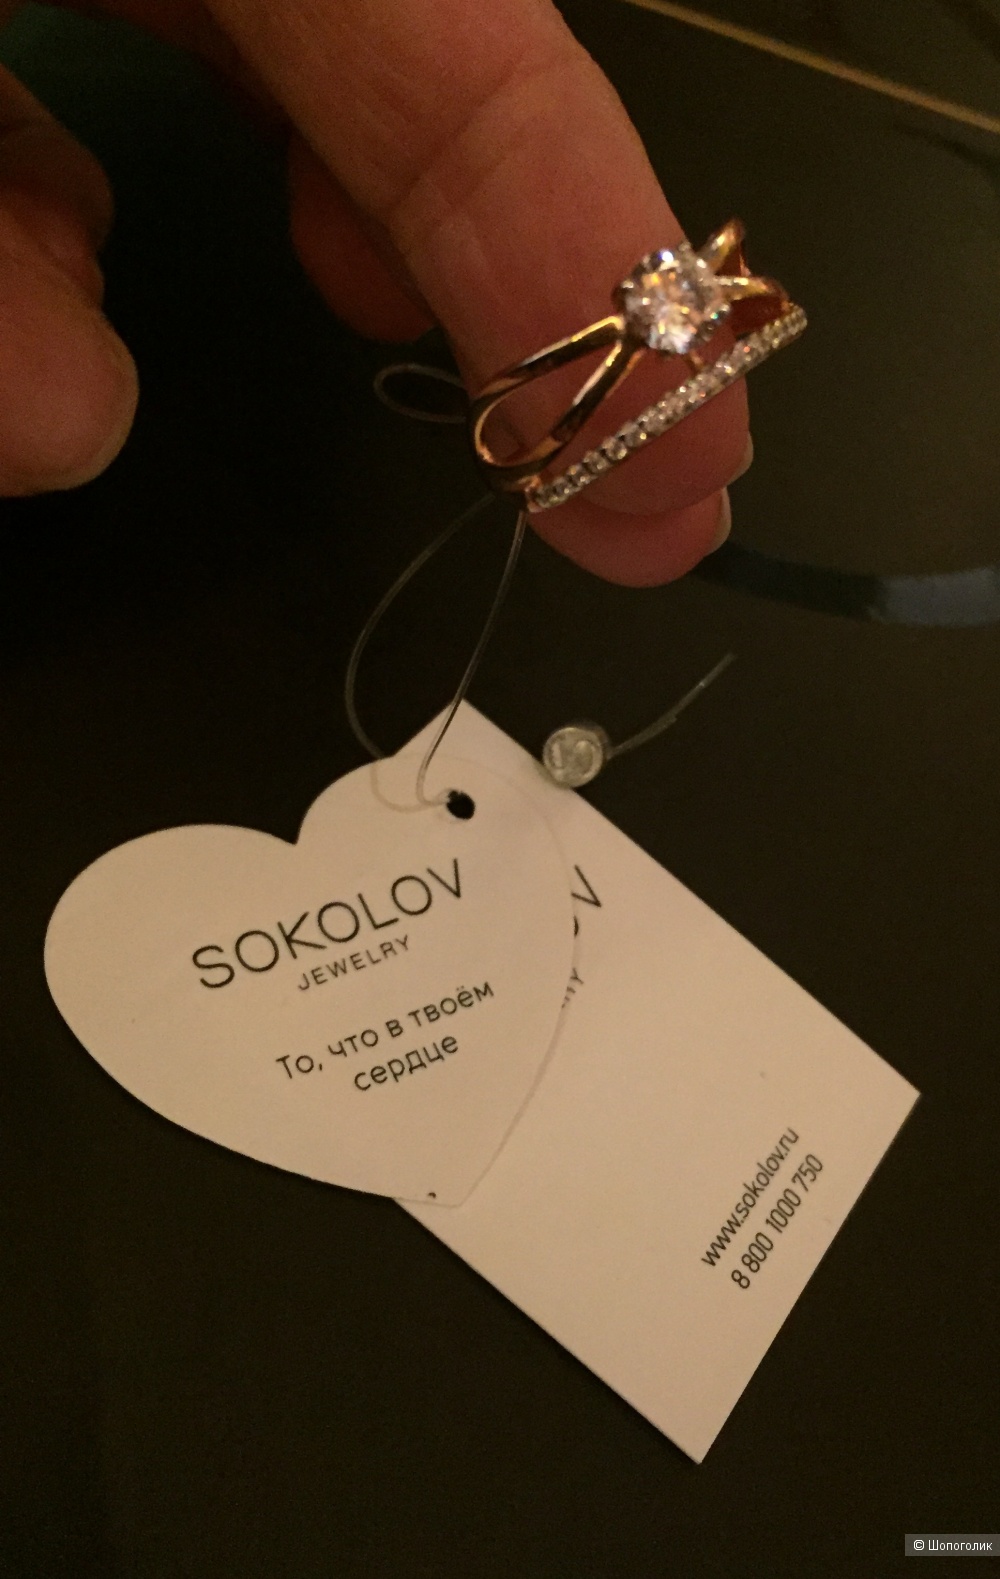 SOKOLOV
JEWELRY
То, что в твоём
сердце
www.sokolov.ru
8 800 1000 750
© Шопоголик